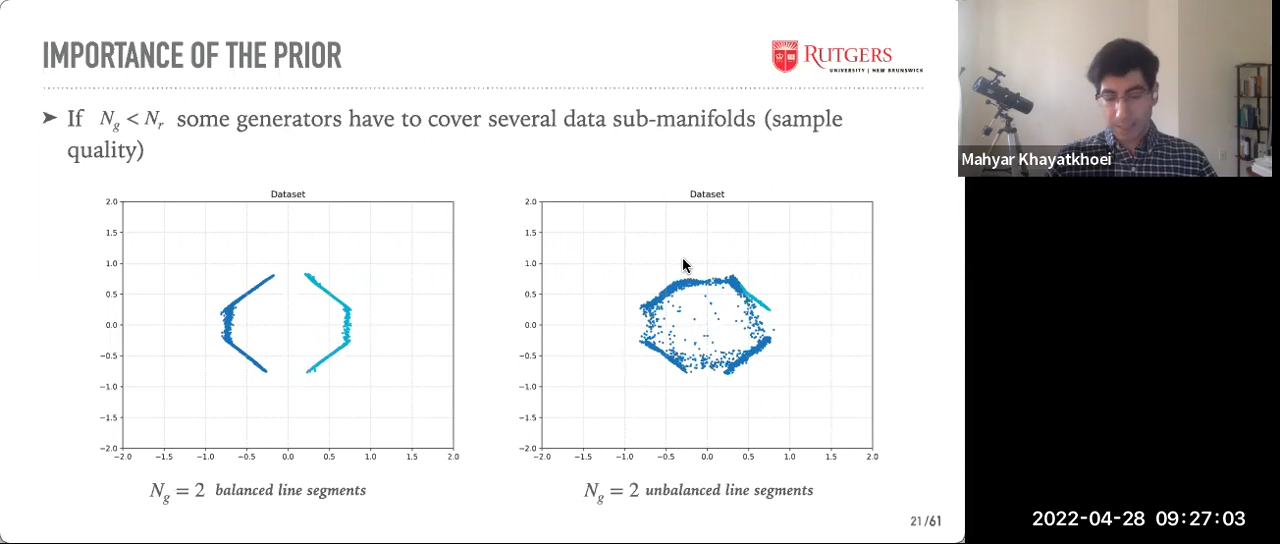 IMPORTANCE OF THE PRIOR
RUTGERS
UNIVERSITY | NEW BRUNSWICK
➤ If N_g < N_r some generators have to cover several data sub-manifolds (sample
quality)
Dataset
2.0
1.5
1.0
0.5
0.0
−0.5
−1.0
−1.5
−2.0
−2.0 −1.5 −1.0 −0.5 0.0 0.5 1.0 1.5 2.0
N_g = 2 balanced line segments
Dataset
2.0
1.5
1.0
0.5
0.0
−0.5
−1.0
−1.5
−2.0
−2.0 −1.5 −1.0 −0.5 0.0 0.5 1.0 1.5 2.0
N_g = 2 unbalanced line segments
21/61
Mahyar Khayatkhoei
2022-04-28 09:27:03